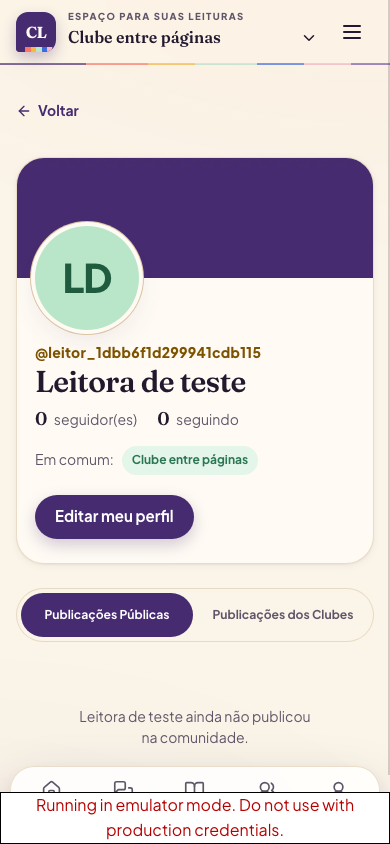 CL
ESPAÇO PARA SUAS LEITURAS
Clube entre páginas
Voltar
LD
@leitor_1dbb6f1d299941cdb115
Leitora de teste
0 seguidor(es) 0 seguindo
Em comum: Clube entre páginas
Editar meu perfil
Publicações Públicas Publicações dos Clubes
Leitora de teste ainda não publicou
na comunidade.
Running in emulator mode. Do not use with
production credentials.